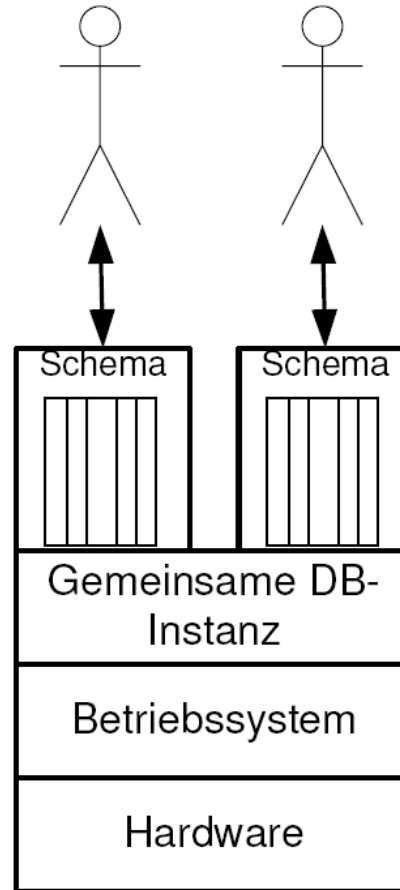 Schema
Schema
Gemeinsame DB-
Instanz
Betriebssystem
Hardware